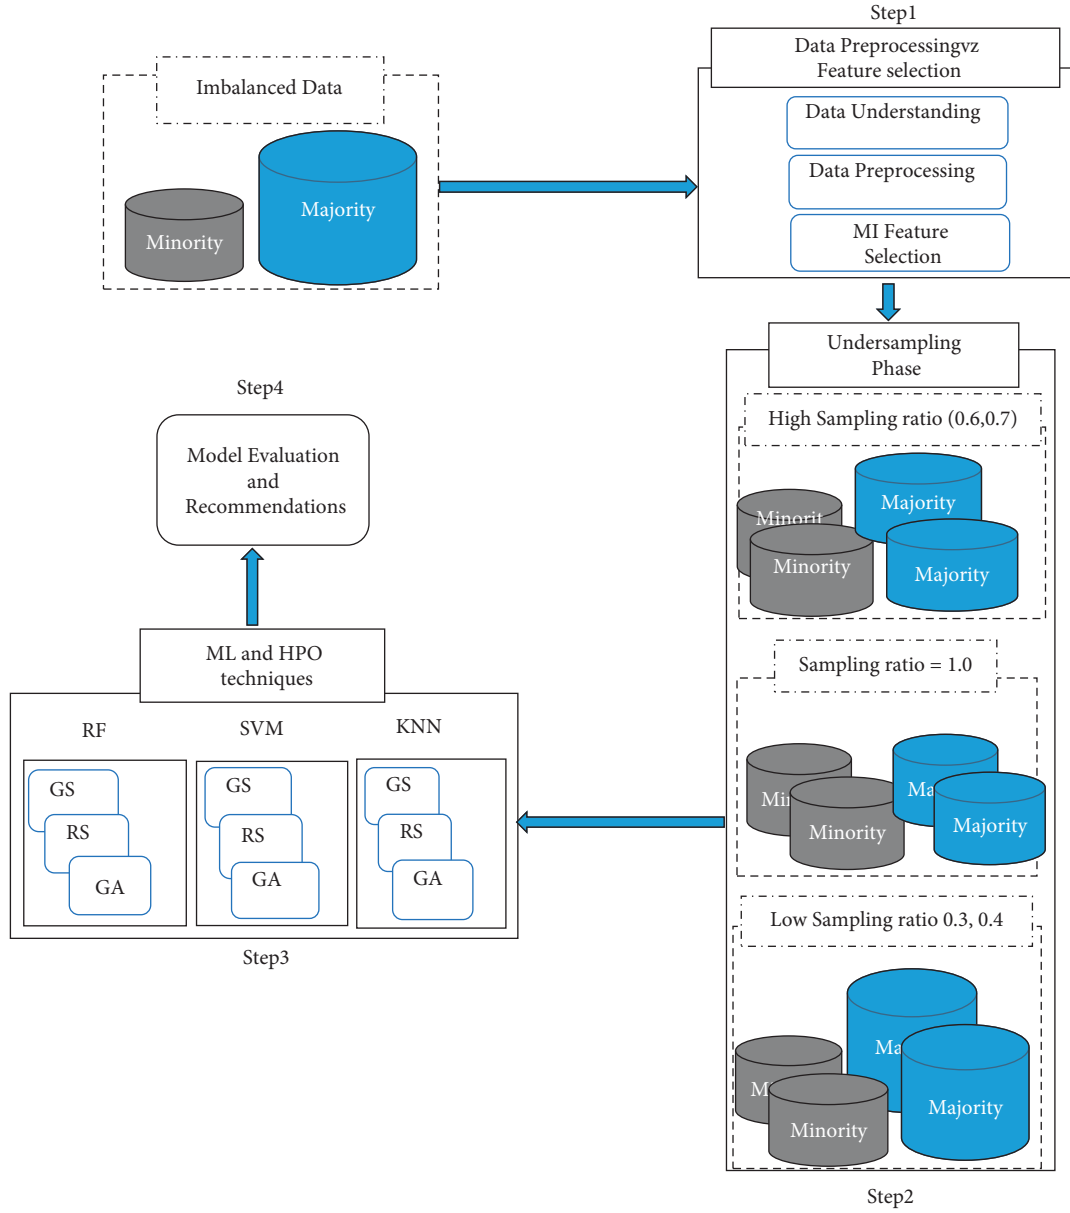 Imbalanced Data
Minority
Majority
Step1
Data Preprocessingvz
Feature selection
Data Understanding
Data Preprocessing
MI Feature
Selection
Undersampling
Phase
High Sampling ratio (0.6,0.7)
Minorit
Majority
Minority
Majority
Sampling ratio = 1.0
Majority
Minority
Majority
Low Sampling ratio 0.3, 0.4
Minority
Majority
Step2
ML and HPO
techniques
RF
SVM
KNN
GS
RS
GA
GS
RS
GA
GS
RS
GA
Step3
Step4
Model Evaluation
and
Recommendations